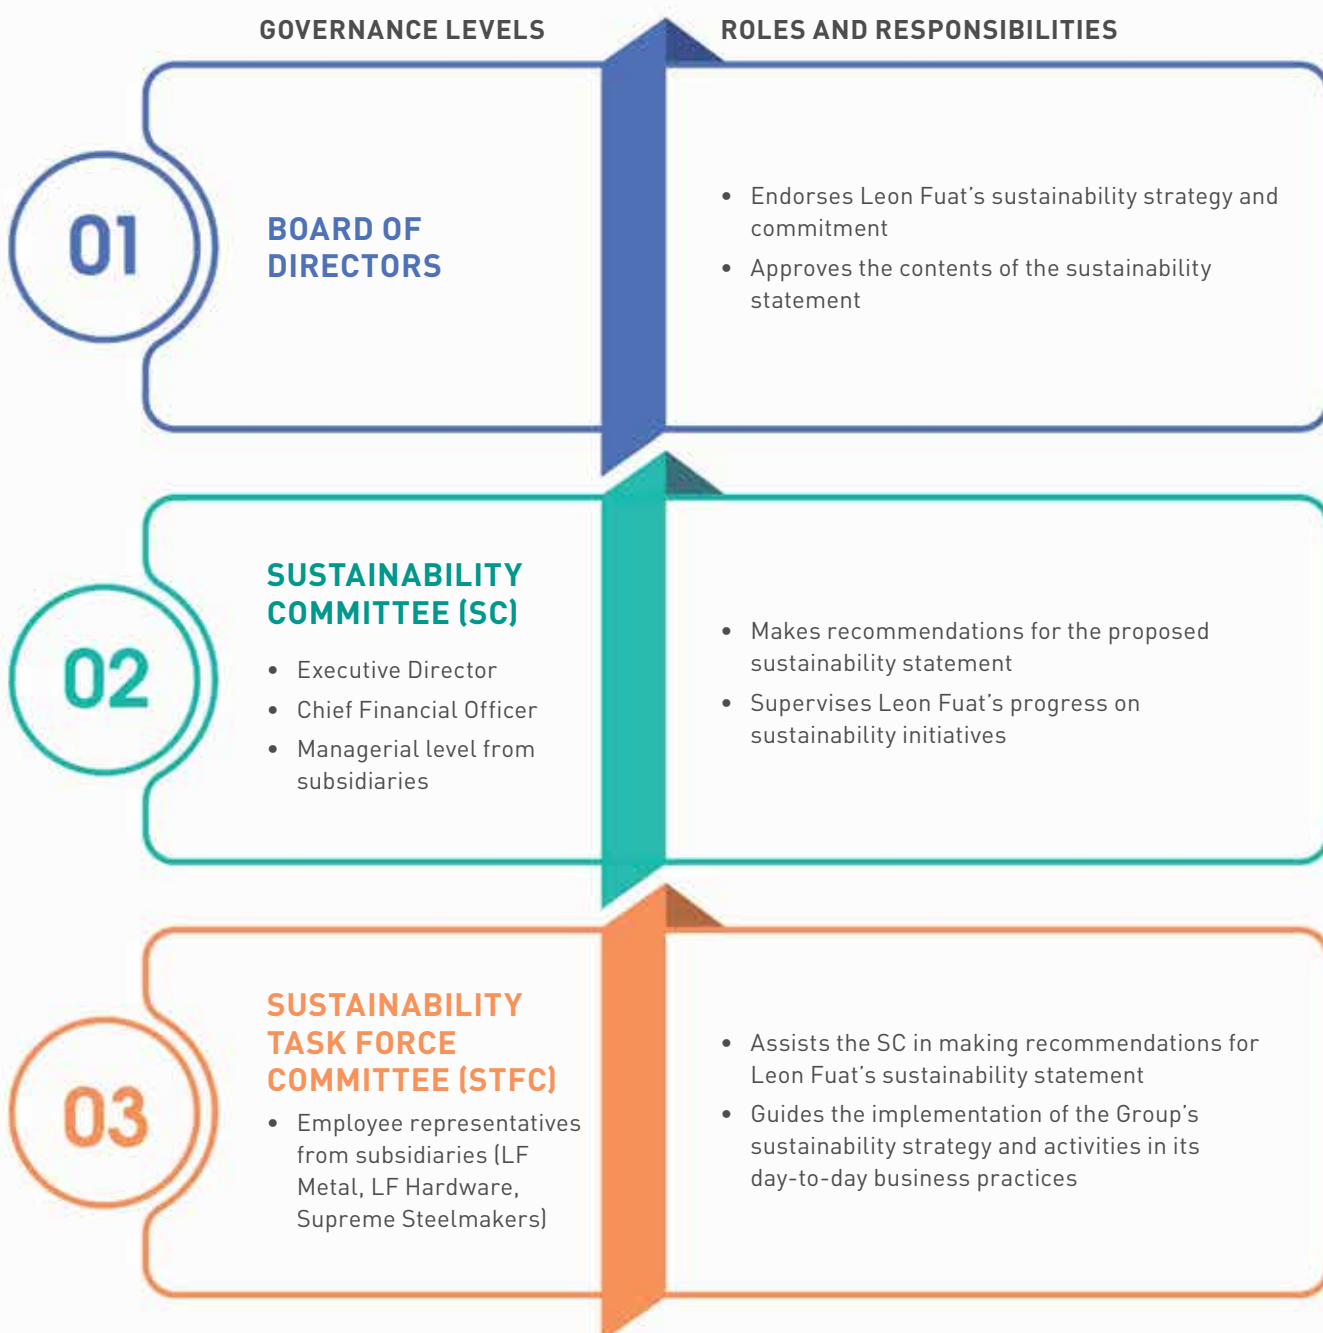 GOVERNANCE LEVELS
ROLES AND RESPONSIBILITIES
01
BOARD OF
DIRECTORS
• Endorses Leon Fuat’s sustainability strategy and
commitment
• Approves the contents of the sustainability
statement
02
SUSTAINABILITY
COMMITTEE (SC)
• Executive Director
• Chief Financial Officer
• Managerial level from
subsidiaries
• Makes recommendations for the proposed
sustainability statement
• Supervises Leon Fuat’s progress on
sustainability initiatives
03
SUSTAINABILITY
TASK FORCE
COMMITTEE (STFC)
• Employee representatives
from subsidiaries (LF
Metal, LF Hardware,
Supreme Steelmakers)
• Assists the SC in making recommendations for
Leon Fuat’s sustainability statement
• Guides the implementation of the Group’s
sustainability strategy and activities in its
day-to-day business practices